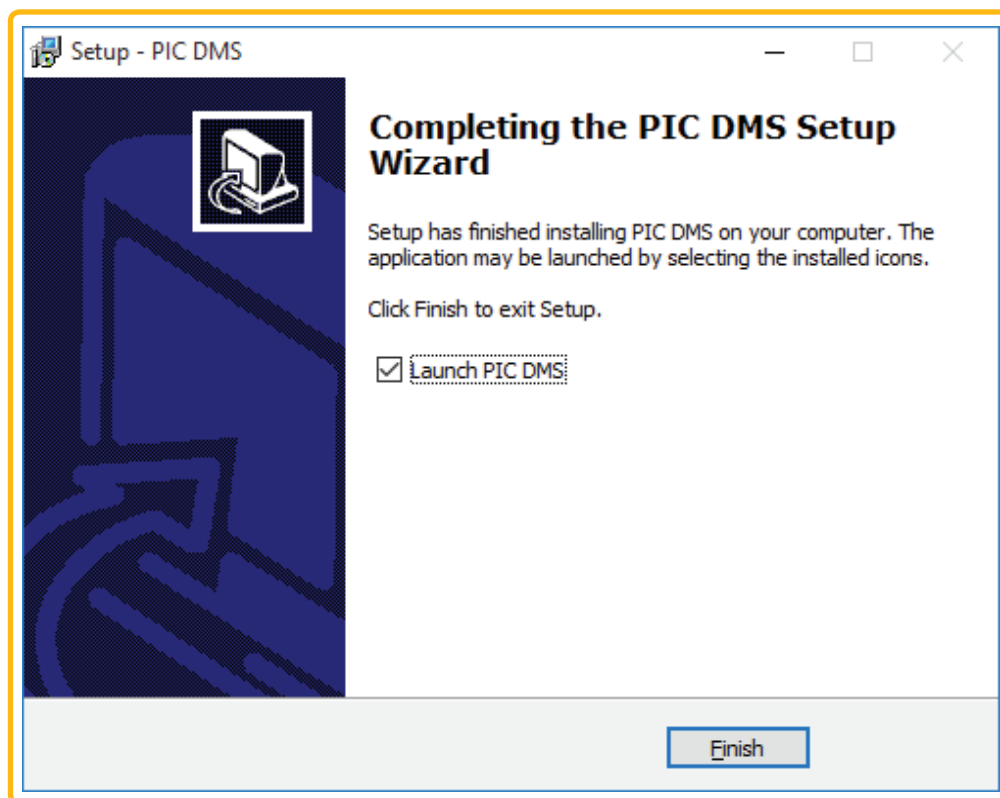 Setup - PIC DMS
Completing the PIC DMS Setup
Wizard
Setup has finished installing PIC DMS on your computer. The
application may be launched by selecting the installed icons.
Click Finish to exit Setup.
Launch PIC DMS
Finish